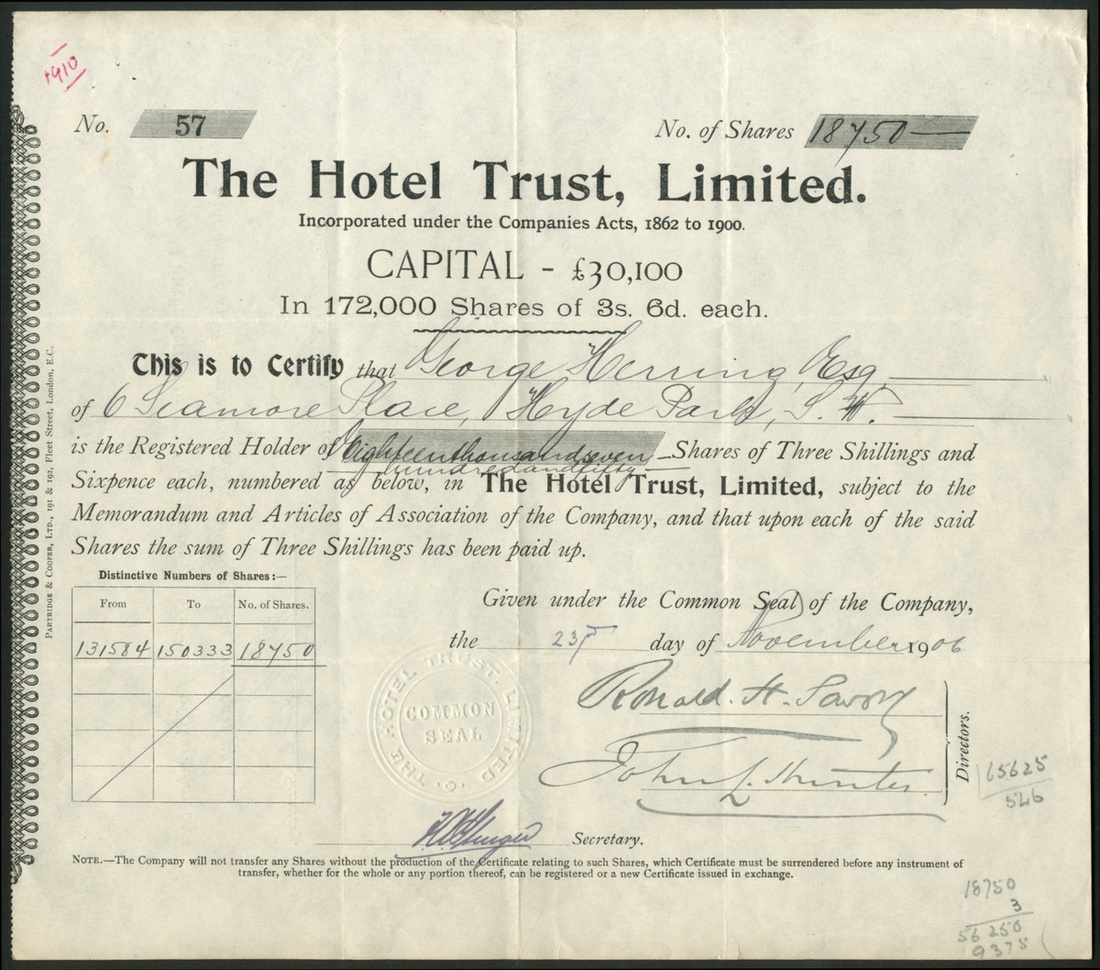 1910
No. 57 No. of Shares 18750
The Hotel Trust, Limited.
Incorporated under the Companies Acts, 1862 to 1900.
CAPITAL - £30,100
In 172,000 Shares of 3s. 6d. each.
This is to Certify that George Herring, Esq
of 6 Seamore Place, Hyde Park, S.W.
is the Registered Holder of Eighteen thousand seven Shares of Three Shillings and
hundred and fifty
Sixpence each, numbered as below, in The Hotel Trust, Limited, subject to the
Memorandum and Articles of Association of the Company, and that upon each of the said
Shares the sum of Three Shillings has been paid up.
Distinctive Numbers of Shares:—
From To No. of Shares.
131584 150333 18750
Given under the Common Seal of the Company,
the 23 day of November 1906
THE HOTEL TRUST. LIMITED
COMMON
SEAL
Ronald. H. Savory
John L. Hunter.
Directors.
Secretary.
NOTE.—The Company will not transfer any Shares without the production of the Certificate relating to such Shares, which Certificate must be surrendered before any instrument of
transfer, whether for the whole or any portion thereof, can be registered or a new Certificate issued in exchange.
PARTRIDGE & COOPER, LTD., 191 & 192, Fleet Street, London, E.C.
65625
546
18750
3
56250
9375